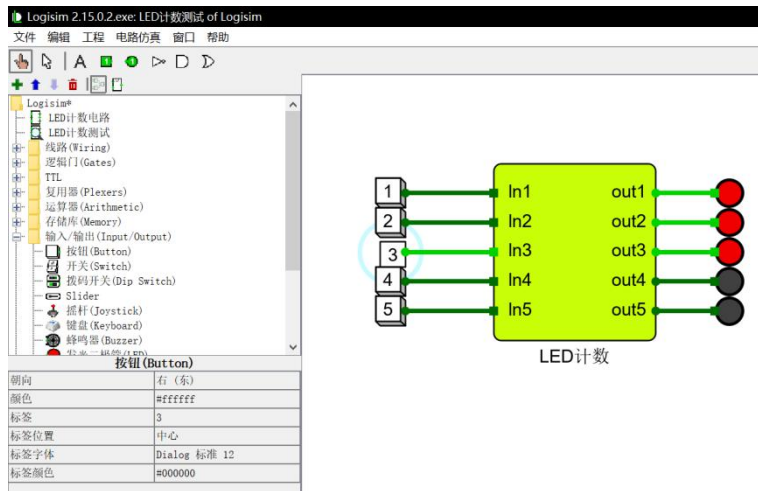 Logisim 2.15.0.2.exe: LED计数测试 of Logisim
文件 编辑 工程 电路仿真 窗口 帮助
A
Logisim*
LED计数电路
LED计数测试
线路(Wiring)
逻辑门(Gates)
TTL
复用器(Plexers)
运算器(Arithmetic)
存储库(Memory)
输入/输出(Input/Output)
按钮(Button)
开关(Switch)
拨码开关(Dip Switch)
Slider
摇杆(Joystick)
键盘(Keyboard)
蜂鸣器(Buzzer)
发光二极管(LED)
按钮(Button)
朝向 右 (东)
颜色 #ffffff
标签 3
标签位置 中心
标签字体 Dialog 标准 12
标签颜色 #000000
1 In1 out1
2 In2 out2
3 In3 out3
4 In4 out4
5 In5 out5
LED计数